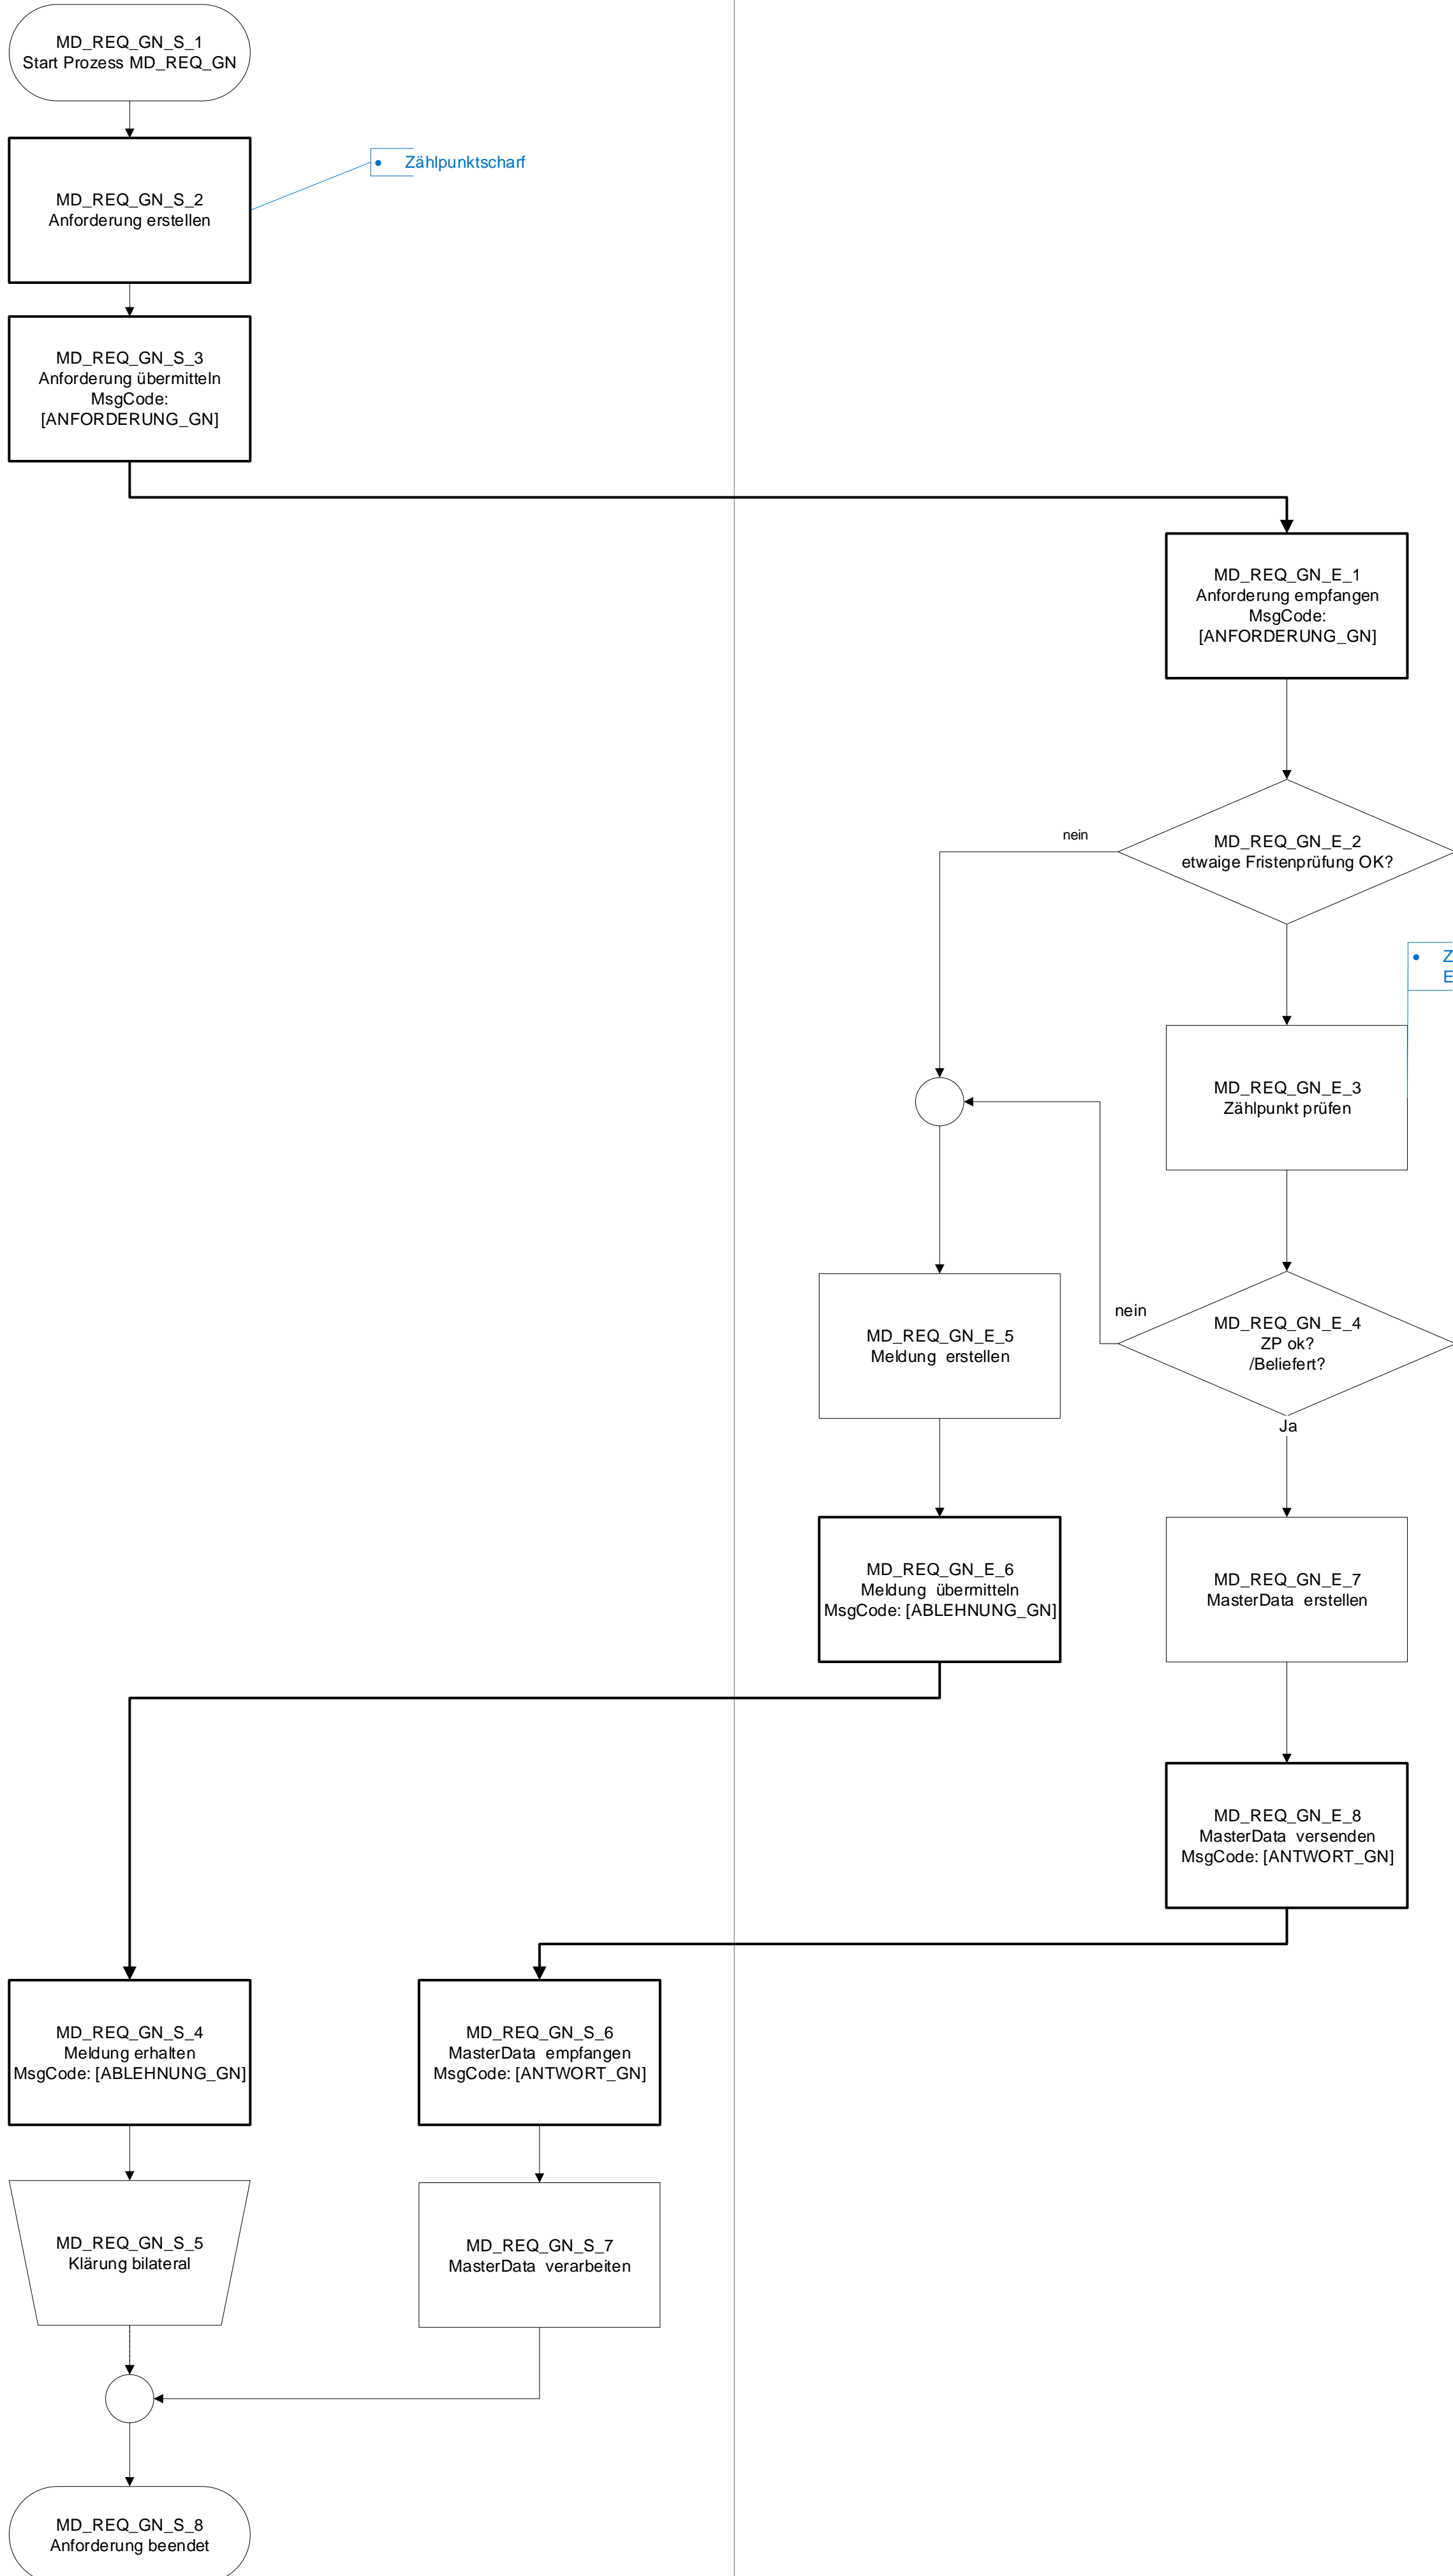 MD_REQ_GN_S_1
Start Prozess MD_REQ_GN
MD_REQ_GN_S_2
Anforderung erstellen
• Zählpunktscharf
MD_REQ_GN_S_3
Anforderung übermitteln
MsgCode:
[ANFORDERUNG_GN]
MD_REQ_GN_E_1
Anforderung empfangen
MsgCode:
[ANFORDERUNG_GN]
nein
MD_REQ_GN_E_2
etwaige Fristenprüfung OK?
• Z
E
MD_REQ_GN_E_3
Zählpunkt prüfen
nein
MD_REQ_GN_E_4
ZP ok?
/Beliefert?
Ja
MD_REQ_GN_E_5
Meldung erstellen
MD_REQ_GN_E_6
Meldung übermitteln
MsgCode: [ABLEHNUNG_GN]
MD_REQ_GN_E_7
MasterData erstellen
MD_REQ_GN_E_8
MasterData versenden
MsgCode: [ANTWORT_GN]
MD_REQ_GN_S_4
Meldung erhalten
MsgCode: [ABLEHNUNG_GN]
MD_REQ_GN_S_6
MasterData empfangen
MsgCode: [ANTWORT_GN]
MD_REQ_GN_S_5
Klärung bilateral
MD_REQ_GN_S_7
MasterData verarbeiten
MD_REQ_GN_S_8
Anforderung beendet